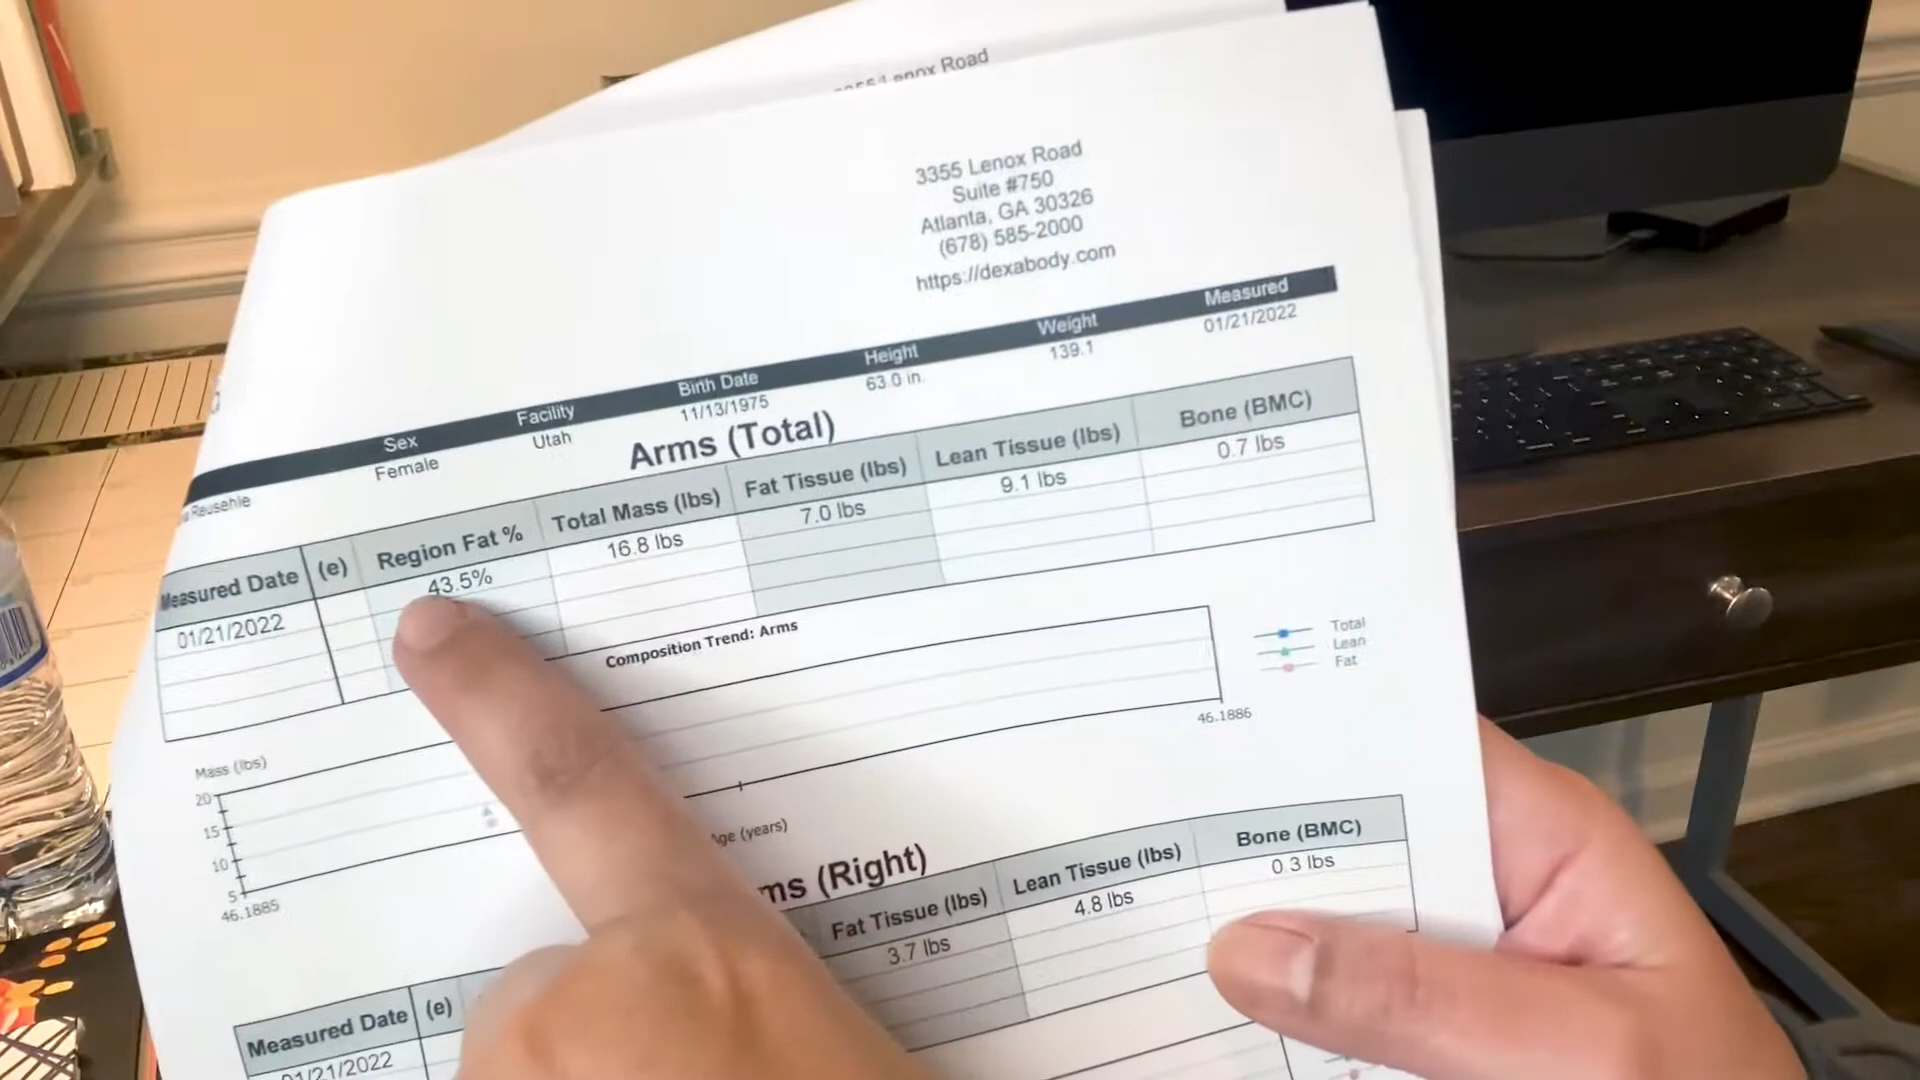 Lenox Road
3355 Lenox Road
Suite #750
Atlanta, GA 30326
(678) 585-2000
https://dexabody.com
Sex Facility Birth Date Height Weight Measured
Reusehle Female Utah 11/13/1975 63.0 in. 139.1 01/21/2022
Arms (Total)
Measured Date (e) Region Fat % Total Mass (lbs) Fat Tissue (lbs) Lean Tissue (lbs) Bone (BMC)
01/21/2022 43.5% 16.8 lbs 7.0 lbs 9.1 lbs 0.7 lbs
Composition Trend: Arms
Total
Lean
Fat
Mass (lbs)
20
15
10
5
46.1885 46.1886
Age (years)
ms (Right)
Measured Date (e) Fat Tissue (lbs) Lean Tissue (lbs) Bone (BMC)
01/21/2022 3.7 lbs 4.8 lbs 0.3 lbs